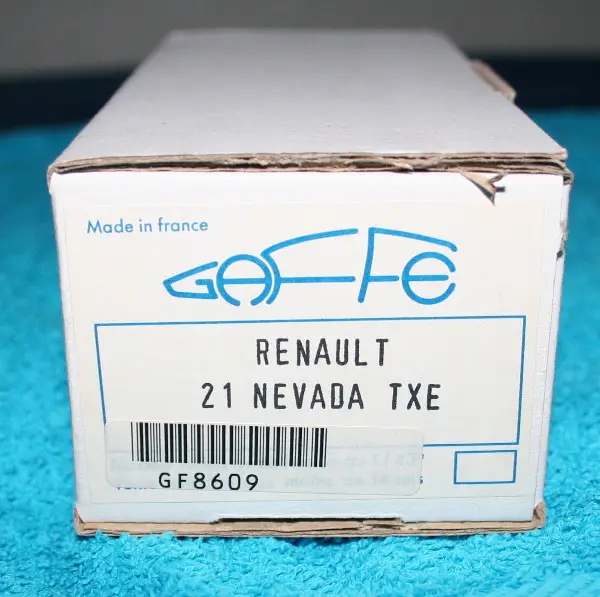 Made in france
GAFFE
RENAULT
21 NEVADA TXE
GF8609